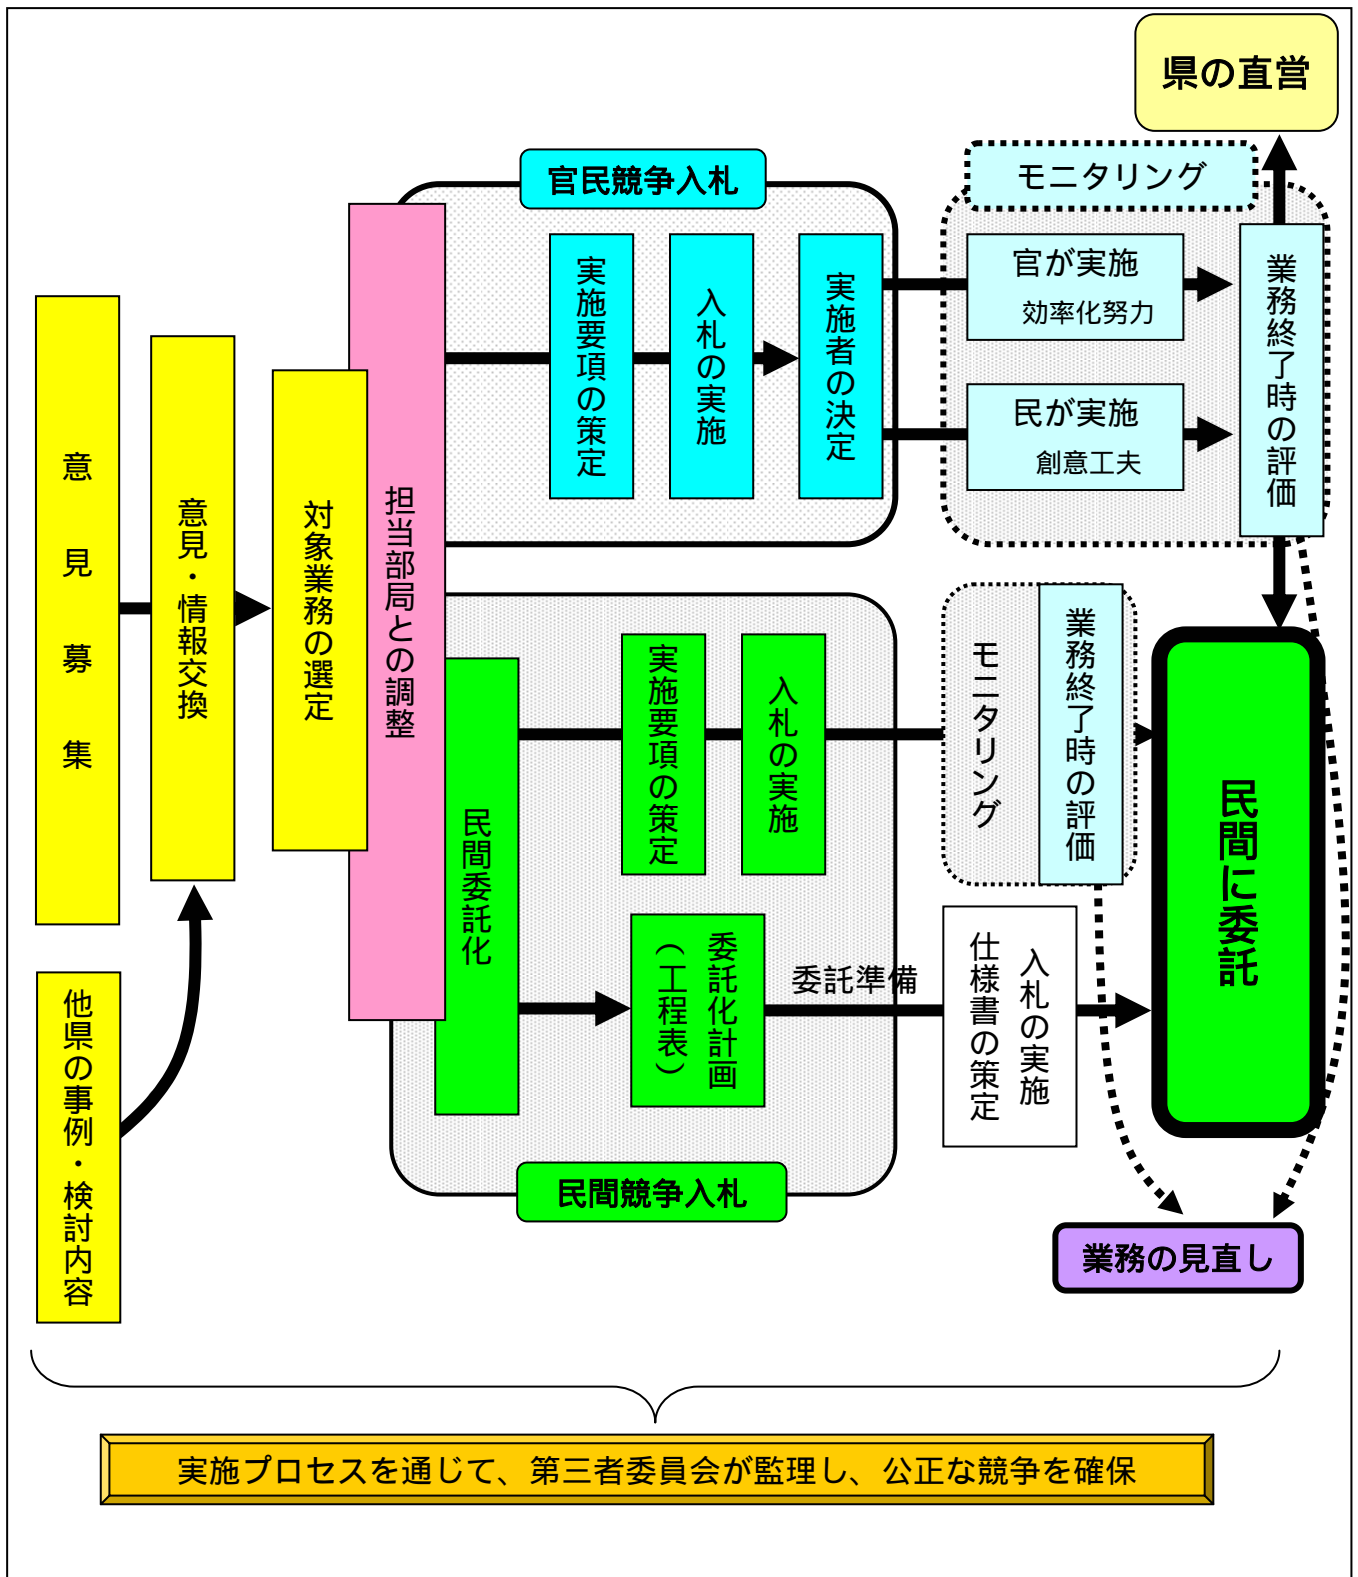 県の直営
官民競争入札
モニタリング
意見募集
意見・情報交換
他県の事例・検討内容
対象業務の選定
担当部局との調整
実施要項の策定
入札の実施
実施者の決定
官が実施
効率化努力
民が実施
創意工夫
業務終了時の評価
民間委託化
実施要項の策定
入札の実施
モニタリング
業務終了時の評価
委託化計画
（工程表）
委託準備
入札の実施
仕様書の策定
民間に委託
民間競争入札
業務の見直し
実施プロセスを通じて、第三者委員会が監理し、公正な競争を確保